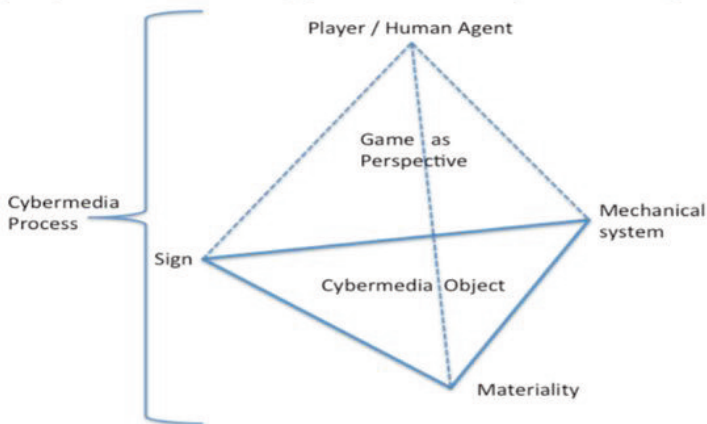 Player / Human Agent
Game as
Perspective
Cybermedia
Process
Mechanical
system
Sign
Cybermedia Object
Materiality